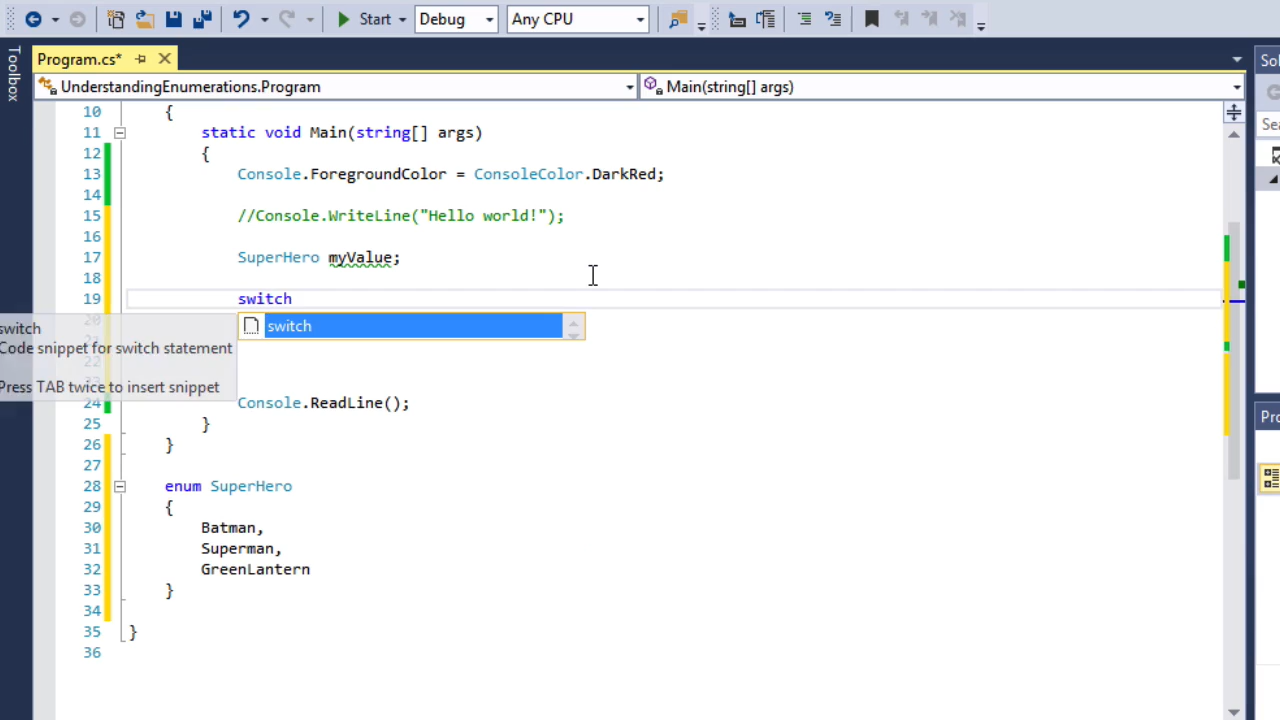 Start Debug Any CPU
Toolbox
Program.cs*
Sol
UnderstandingEnumerations.Program Main(string[] args)
Sea
10 {
11 static void Main(string[] args)
12 {
13 Console.ForegroundColor = ConsoleColor.DarkRed;
14
15 //Console.WriteLine("Hello world!");
16
17 SuperHero myValue;
18
19 switch
switch
switch
Code snippet for switch statement
Press TAB twice to insert snippet
24 Console.ReadLine();
25 }
26 }
27
28 enum SuperHero
29 {
30 Batman,
31 Superman,
32 GreenLantern
33 }
34
35 }
36
Pro